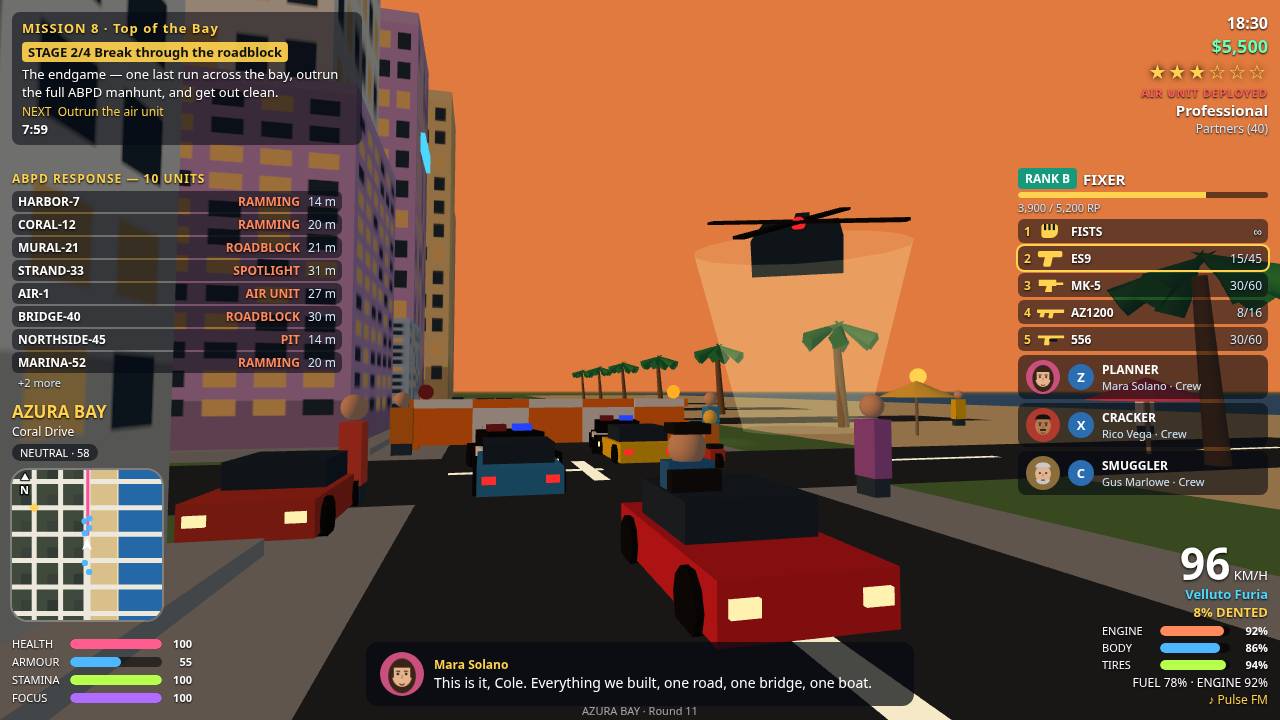 MISSION 8 · Top of the Bay
STAGE 2/4 Break through the roadblock
The endgame — one last run across the bay, outrun
the full ABPD manhunt, and get out clean.
NEXT Outrun the air unit
7:59
ABPD RESPONSE — 10 UNITS
HARBOR-7 RAMMING 14 m
CORAL-12 RAMMING 20 m
MURAL-21 ROADBLOCK 21 m
STRAND-33 SPOTLIGHT 31 m
AIR-1 AIR UNIT 27 m
BRIDGE-40 ROADBLOCK 30 m
NORTHSIDE-45 PIT 14 m
MARINA-52 RAMMING 20 m
+2 more
AZURA BAY
Coral Drive
NEUTRAL · 58
N
HEALTH 100
ARMOUR 55
STAMINA 100
FOCUS 100
18:30
$5,500
★★★☆☆☆
AIR UNIT DEPLOYED
Professional
Partners (40)
RANK B FIXER
3,900 / 5,200 RP
1 FISTS ∞
2 ES9 15/45
3 MK-5 30/60
4 AZ1200 8/16
5 556 30/60
Z PLANNER
Mara Solano · Crew
X CRACKER
Rico Vega · Crew
C SMUGGLER
Gus Marlowe · Crew
96 KM/H
Velluto Furia
8% DENTED
ENGINE 92%
BODY 86%
TIRES 94%
FUEL 78% · ENGINE 92%
♪ Pulse FM
Mara Solano
This is it, Cole. Everything we built, one road, one bridge, one boat.
AZURA BAY · Round 11